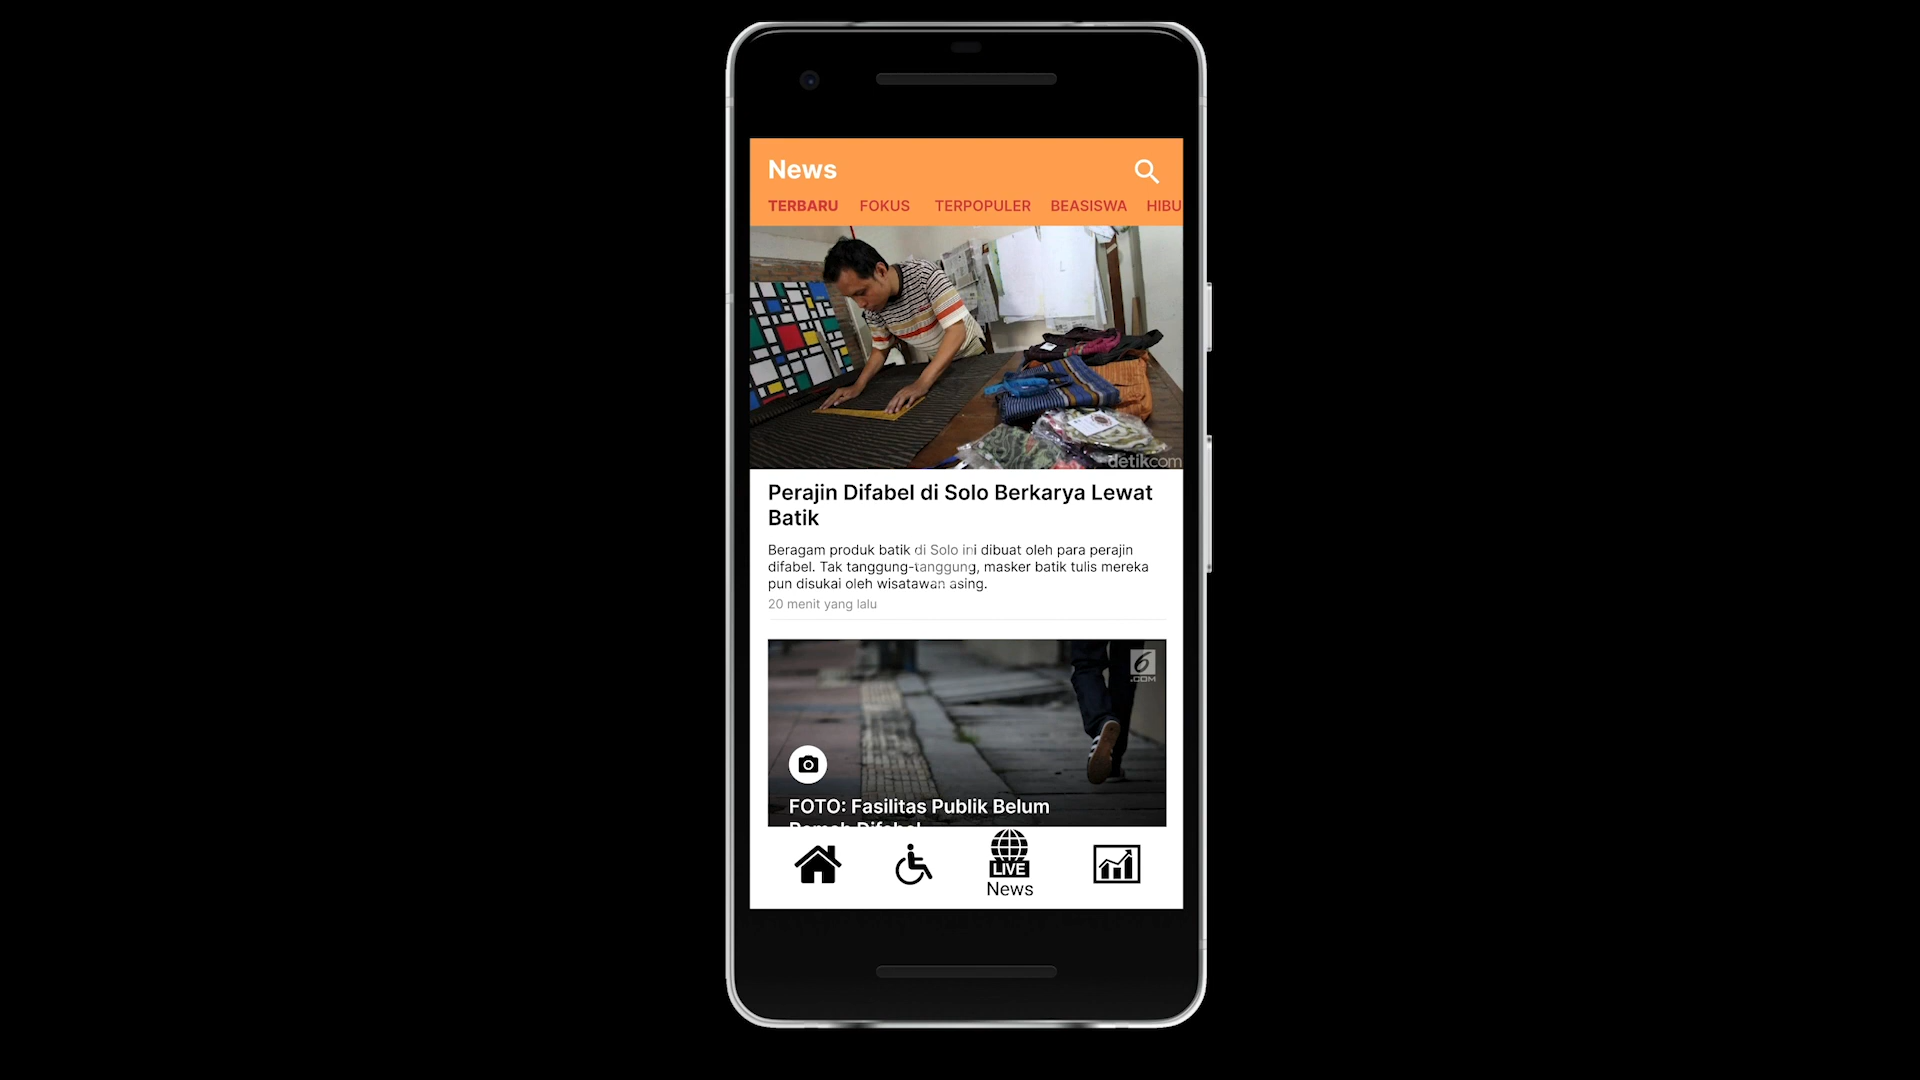 News
TERBARU FOKUS TERPOPULER BEASISWA HIBU
detikcom
Perajin Difabel di Solo Berkarya Lewat
Batik
Beragam produk batik di Solo ini dibuat oleh para perajin
difabel. Tak tanggung-tanggung, masker batik tulis mereka
pun disukai oleh wisatawan asing.
20 menit yang lalu
6
.COM
FOTO: Fasilitas Publik Belum
Ramah Difabel
LIVE
News